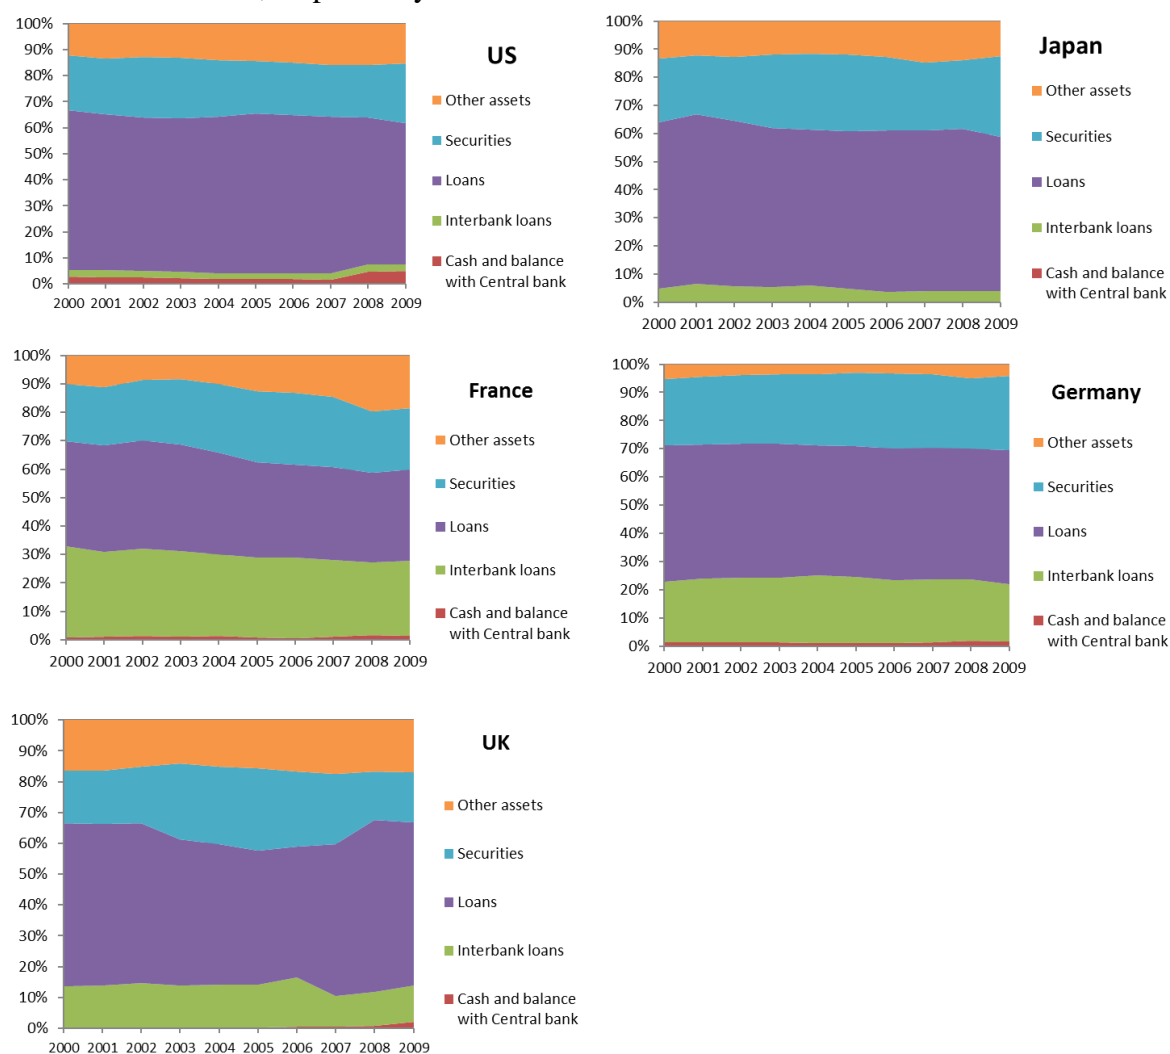 US
100%
90%
80%
70%
60%
50%
40%
30%
20%
10%
0%
2000 2001 2002 2003 2004 2005 2006 2007 2008 2009
Other assets
Securities
Loans
Interbank loans
Cash and balance
with Central bank
Japan
100%
90%
80%
70%
60%
50%
40%
30%
20%
10%
0%
2000 2001 2002 2003 2004 2005 2006 2007 2008 2009
Other assets
Securities
Loans
Interbank loans
Cash and balance
with Central bank
France
100%
90%
80%
70%
60%
50%
40%
30%
20%
10%
0%
2000 2001 2002 2003 2004 2005 2006 2007 2008 2009
Other assets
Securities
Loans
Interbank loans
Cash and balance
with Central bank
Germany
100%
90%
80%
70%
60%
50%
40%
30%
20%
10%
0%
2000 2001 2002 2003 2004 2005 2006 2007 2008 2009
Other assets
Securities
Loans
Interbank loans
Cash and balance
with Central bank
UK
100%
90%
80%
70%
60%
50%
40%
30%
20%
10%
0%
2000 2001 2002 2003 2004 2005 2006 2007 2008 2009
Other assets
Securities
Loans
Interbank loans
Cash and balance
with Central bank